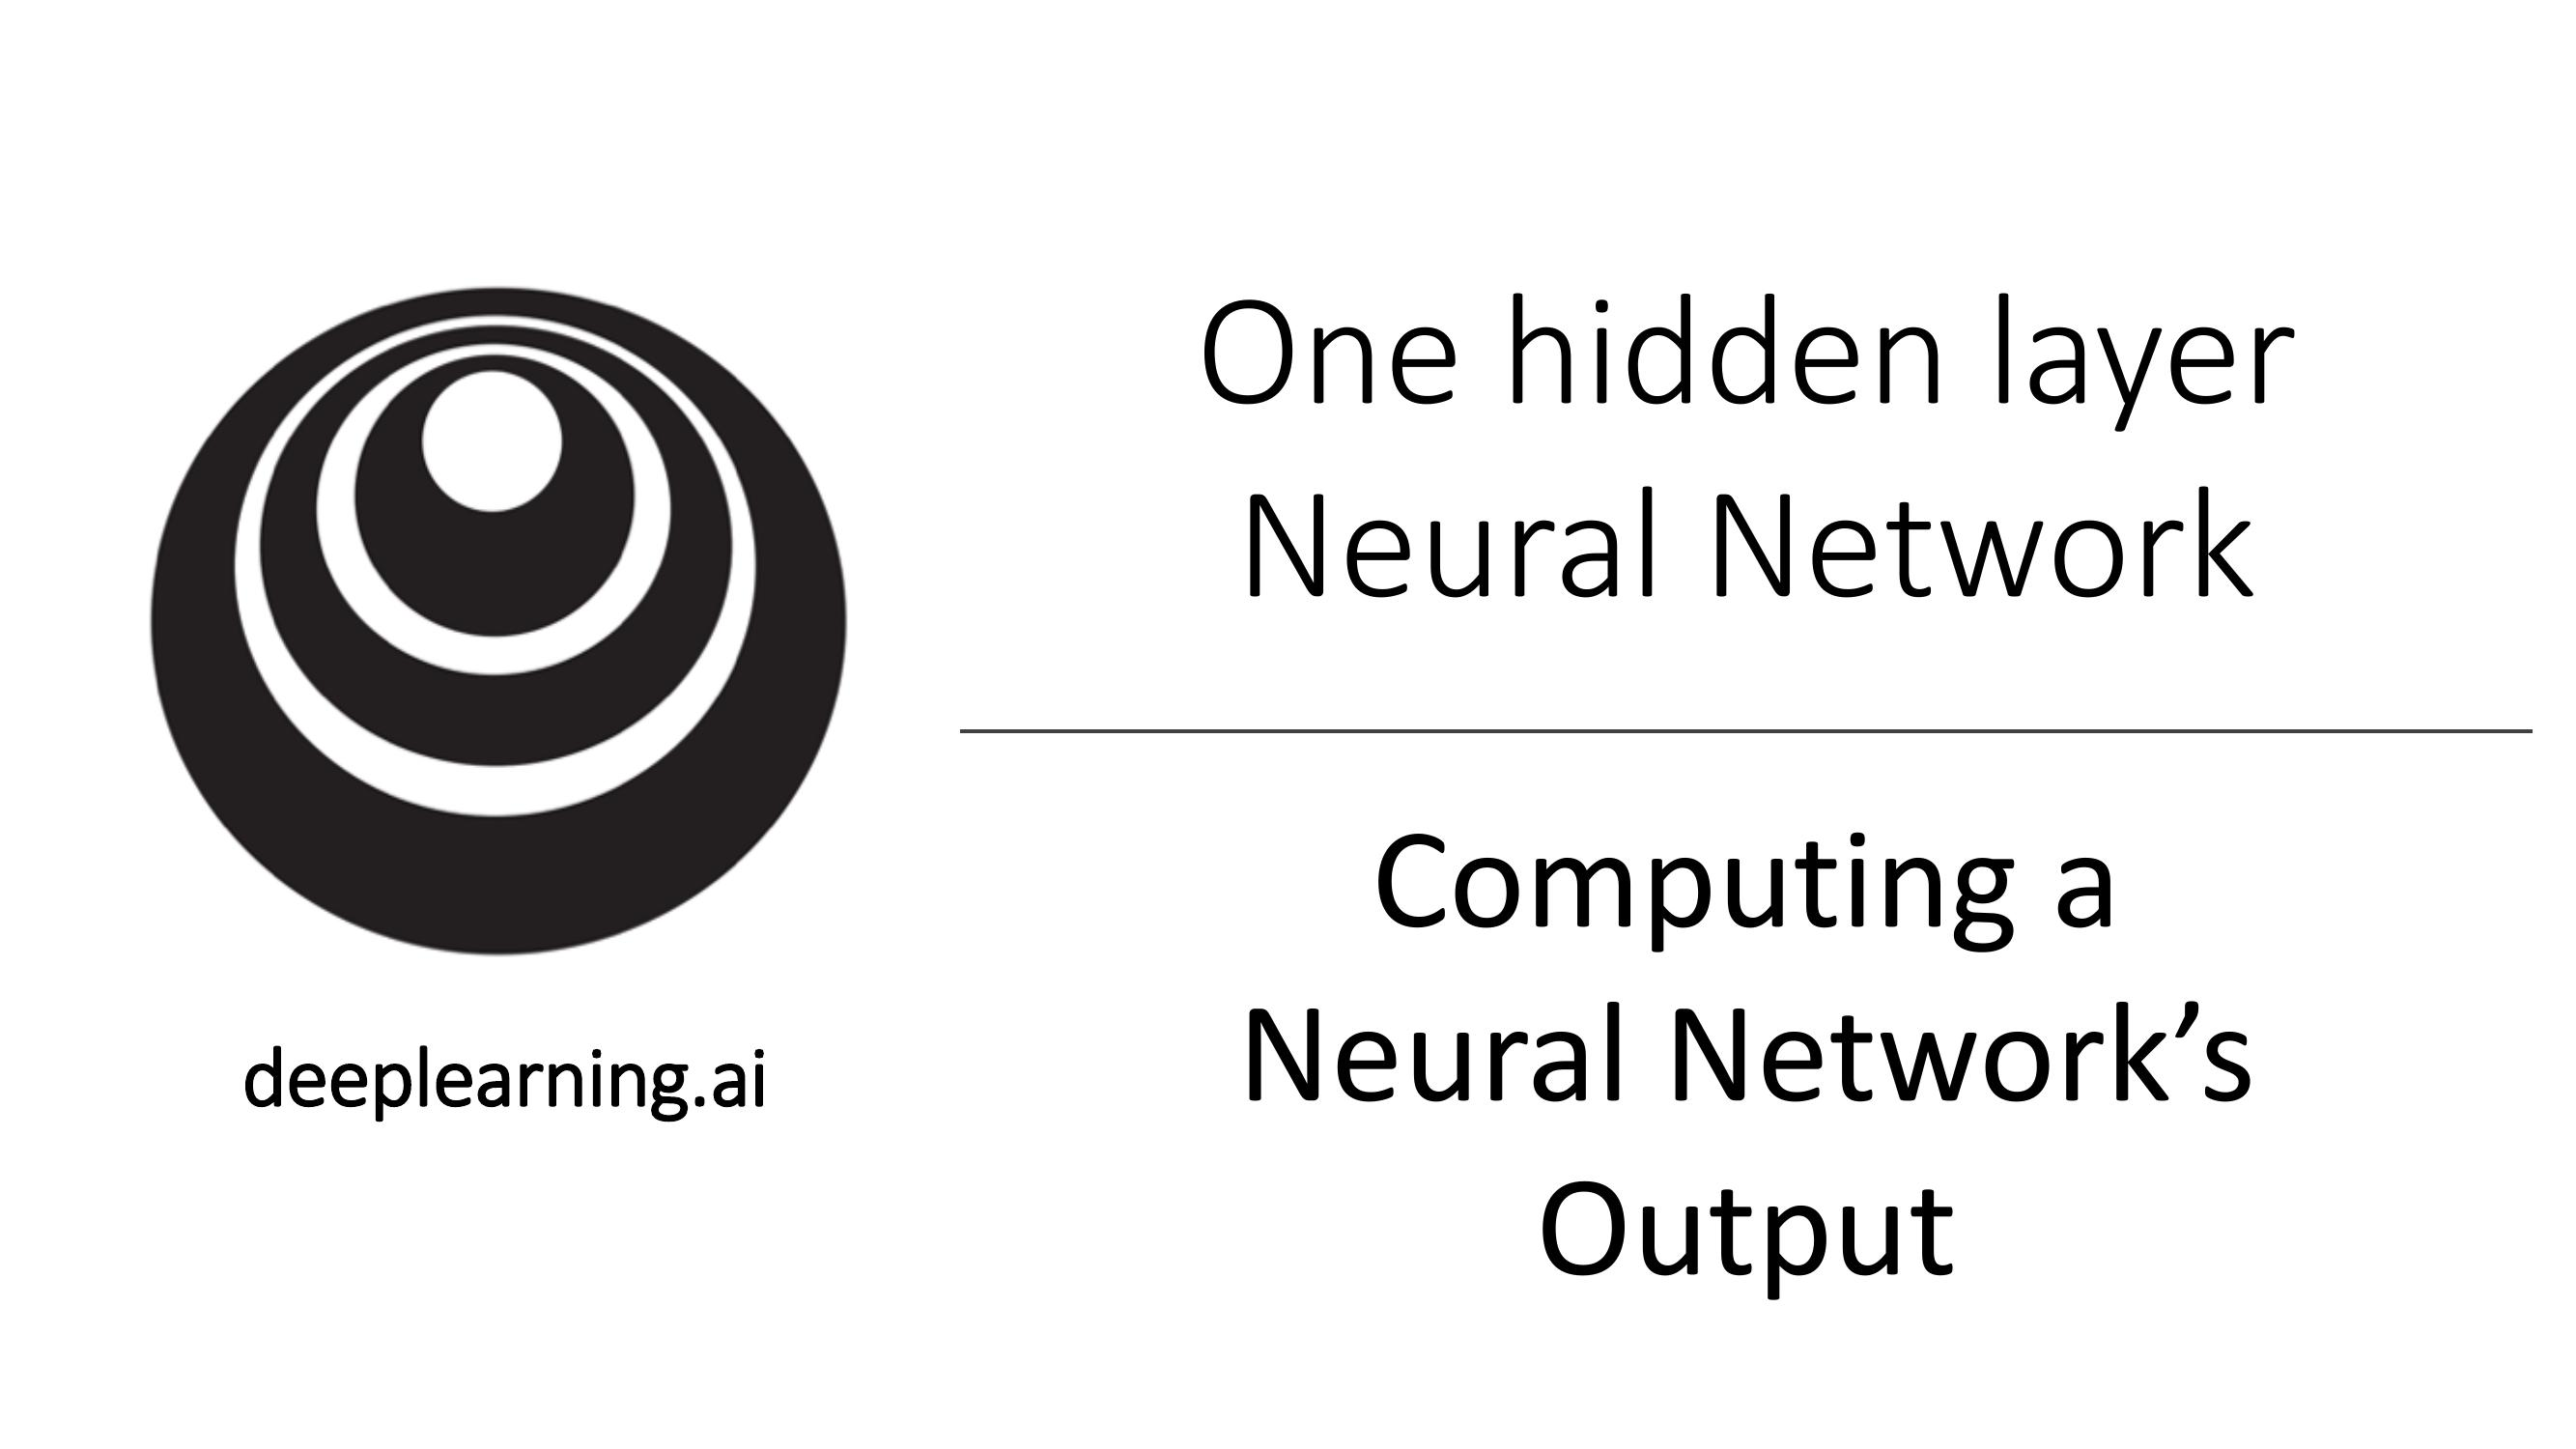 One hidden layer
Neural Network
Computing a
Neural Network’s
Output
deeplearning.ai